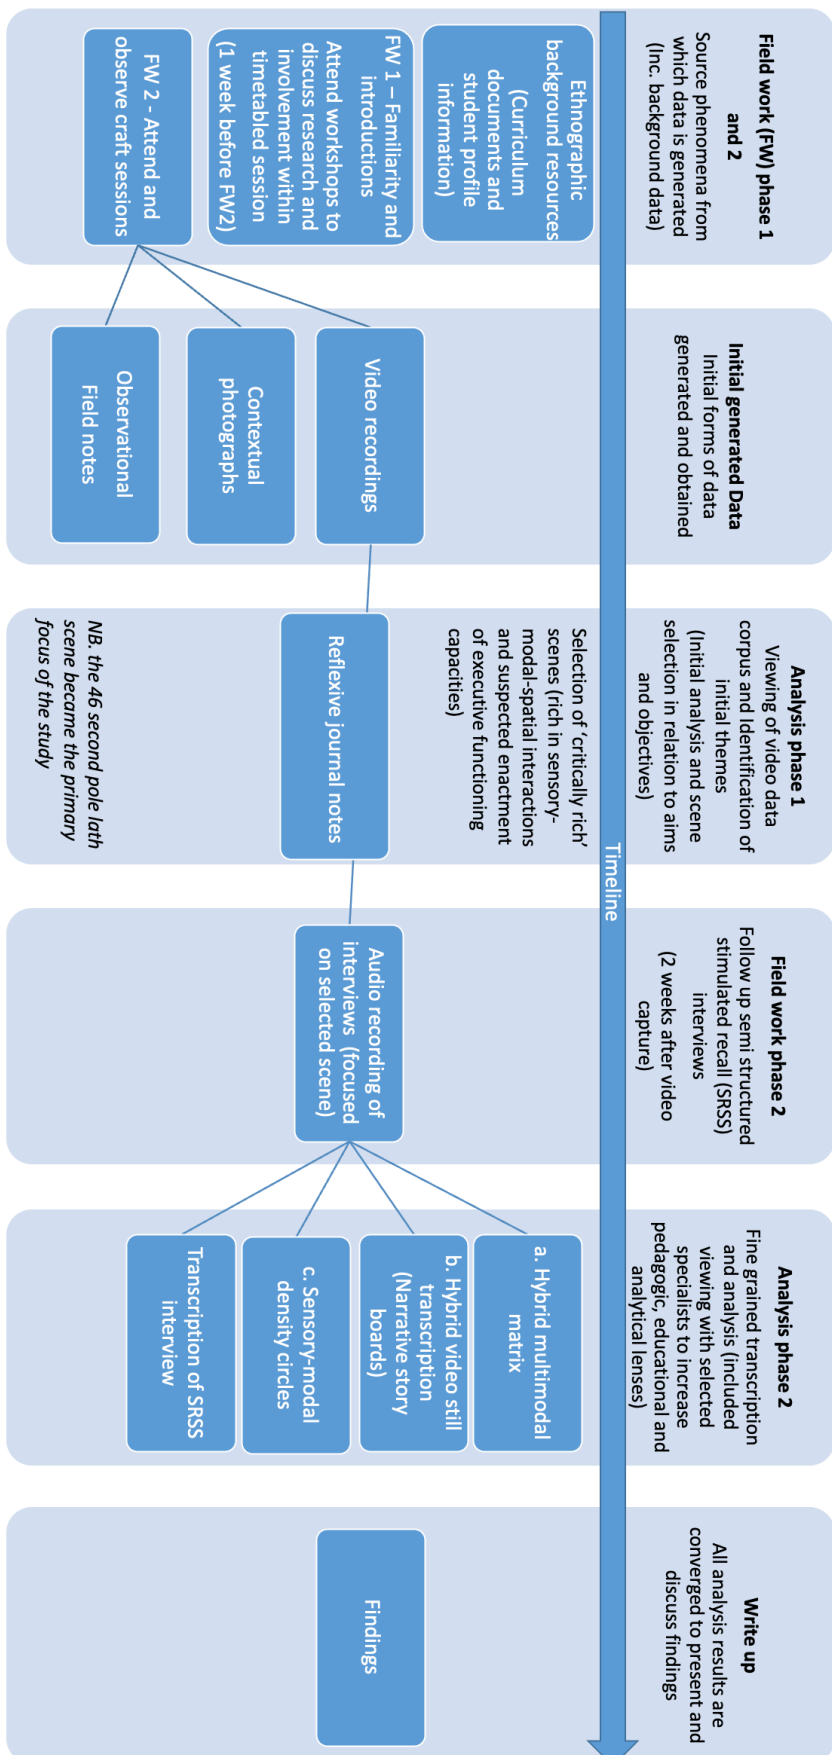 Field work (FW) phase 1
and 2
Source phenomena from
which data is generated
(Inc. background data)
Ethnographic
background resources
(Curriculum
documents and
student profile
information)
FW 1 – Familiarity and
introductions
Attend workshops to
discuss research and
involvement within
timetabled session
(1 week before FW2)
FW 2 - Attend and
observe craft sessions
Initial generated Data
Initial forms of data
generated and obtained
Video recordings
Contextual
photographs
Observational
Field notes
Analysis phase 1
Viewing of video data
corpus and Identification of
initial themes
(Initial analysis and scene
selection in relation to aims
and objectives)
Timeline
Selection of ‘critically rich’
scenes (rich in sensory-
modal-spatial interactions
and suspected enactment
of executive functioning
capacities)
Reflexive journal notes
NB. the 46 second pole lath
scene became the primary
focus of the study
Field work phase 2
Follow up semi structured
stimulated recall (SRSS)
interviews
(2 weeks after video
capture)
Audio recording of
interviews (focused
on selected scene)
Analysis phase 2
Fine grained transcription
and analysis (included
viewing with selected
specialists to increase
pedagogic, educational and
analytical lenses)
a. Hybrid multimodal
matrix
b. Hybrid video still
transcription
(Narrative story
boards)
c. Sensory-modal
density circles
Transcription of SRSS
interview
Write up
All analysis results are
converged to present and
discuss findings
Findings